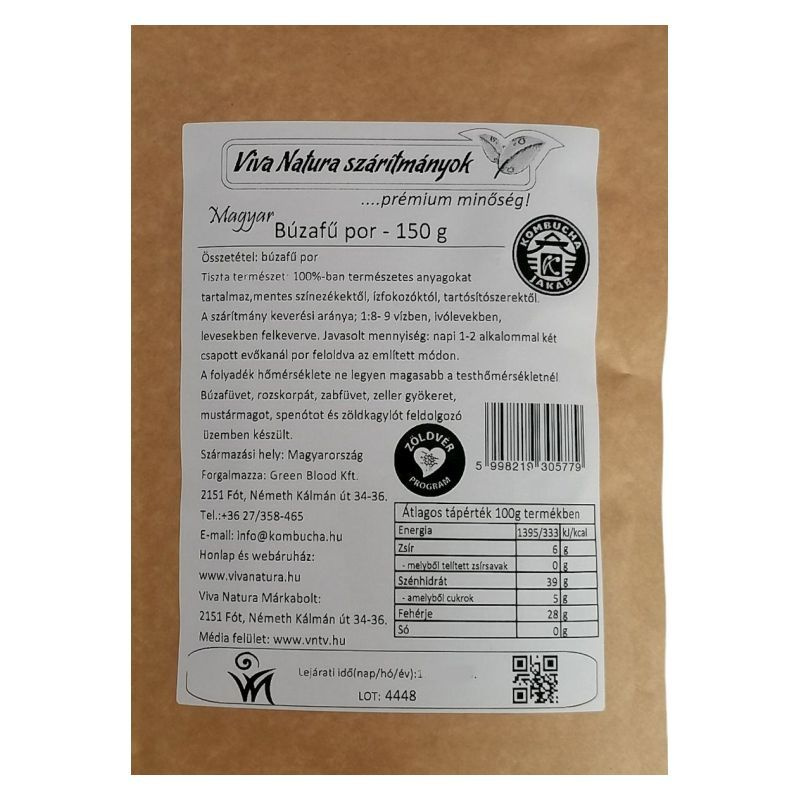 Viva Natura szárítmányok
....prémium minőség!
Magyar
Búzafű por - 150 g
KOMBUCHA
JAKAB
Összetétel: búzafű por
Tiszta természet: 100%-ban természetes anyagokat
tartalmaz,mentes színezékektől, ízfokozóktól, tartósítószerektől.
A szárítmány keverési aránya; 1:8- 9 vízben, ivólevekben,
levesekben felkeverve. Javasolt mennyiség: napi 1-2 alkalommal két
csapott evőkanál por feloldva az említett módon.
A folyadék hőmérséklete ne legyen magasabb a testhőmérsékletnél
Búzafüvet, rozskorpát, zabfüvet, zeller gyökeret,
mustármagot, spenótot és zöldkagylót feldolgozó
üzemben készült.
Származási hely: Magyarország
Forgalmazza: Green Blood Kft.
2151 Fót, Németh Kálmán út 34-36.
Tel.:+36 27/358-465
E-mail: info@kombucha.hu
Honlap és webáruház:
www.vivanatura.hu
Viva Natura Márkabolt:
2151 Fót, Németh Kálmán út 34-36.
Média felület: www.vntv.hu
ZÖLDVÉR
PROGRAM
5 998219 305779
Átlagos tápérték 100g termékben
Energia 1395/333 kJ/kcal
Zsír 6 g
- melyből telített zsírsavak 0 g
Szénhidrát 39 g
- amelyből cukrok 5 g
Fehérje 28 g
Só 0 g
Lejárati idő(nap/hó/év):1
LOT: 4448